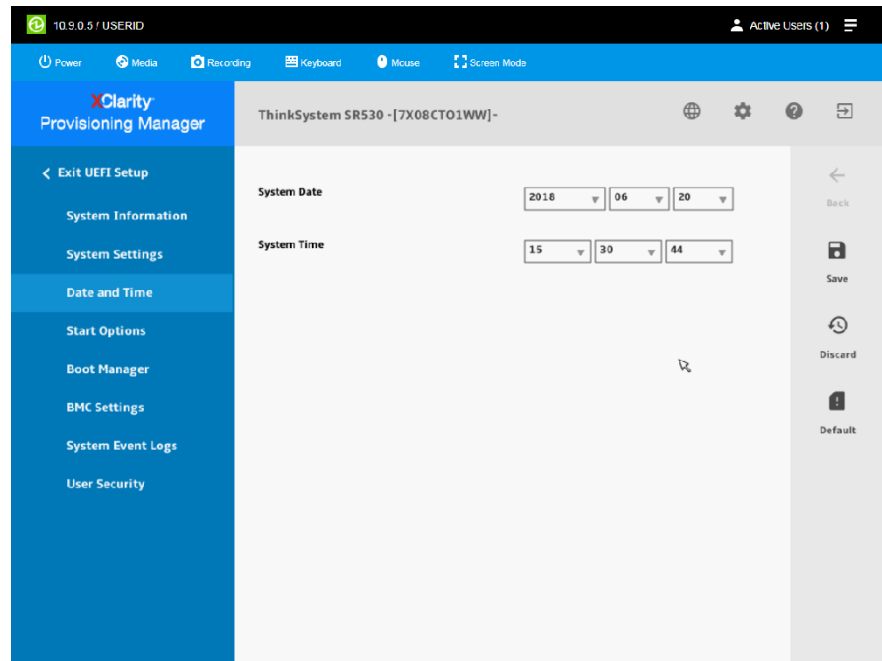 10.9.0.5 / USERID
Active Users (1)
Power Media Recording Keyboard Mouse Screen Mode
XClarity
Provisioning Manager
ThinkSystem SR530 -[7X08CTO1WW]-
Exit UEFI Setup
System Information
System Settings
Date and Time
Start Options
Boot Manager
BMC Settings
System Event Logs
User Security
System Date
2018 06 20
System Time
15 30 44
Back
Save
Discard
Default